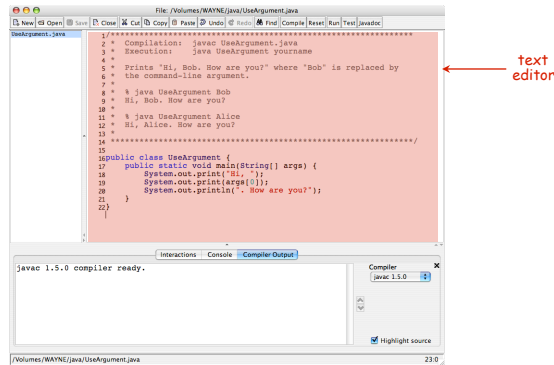 File: /Volumes/WAYNE/java/UseArgument.java
New Open Save Close Cut Copy Paste Undo Redo Find Compile Reset Run Test Javadoc
UseArgument.java
1/******************************************************************
2 *  Compilation:  javac UseArgument.java
3 *  Execution:    java UseArgument yourname
4 *
5 *  Prints "Hi, Bob. How are you?" where "Bob" is replaced by
6 *  the command-line argument.
7 *
8 *  % java UseArgument Bob
9 *  Hi, Bob. How are you?
10 *
11 *  % java UseArgument Alice
12 *  Hi, Alice. How are you?
13 *
14 ******************************************************************/
15
16public class UseArgument {
17    public static void main(String[] args) {
18        System.out.print("Hi, ");
19        System.out.print(args[0]);
20        System.out.println(". How are you?");
21    }
22}
text
editor
Interactions Console Compiler Output
javac 1.5.0 compiler ready.
Compiler
javac 1.5.0
Highlight source
/Volumes/WAYNE/java/UseArgument.java 23:0